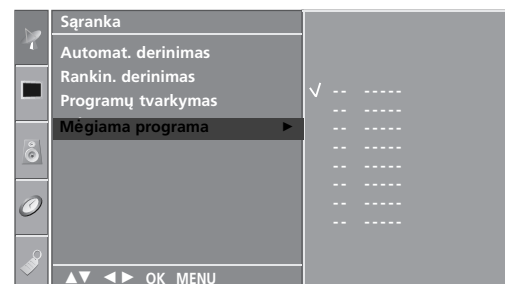 Sąranka
Automat. derinimas
Rankin. derinimas
Programų tvarkymas
Mėgiama programa ►
√ -- -----
-- -----
-- -----
-- -----
-- -----
-- -----
-- -----
-- -----
▲▼ ◄► OK MENU